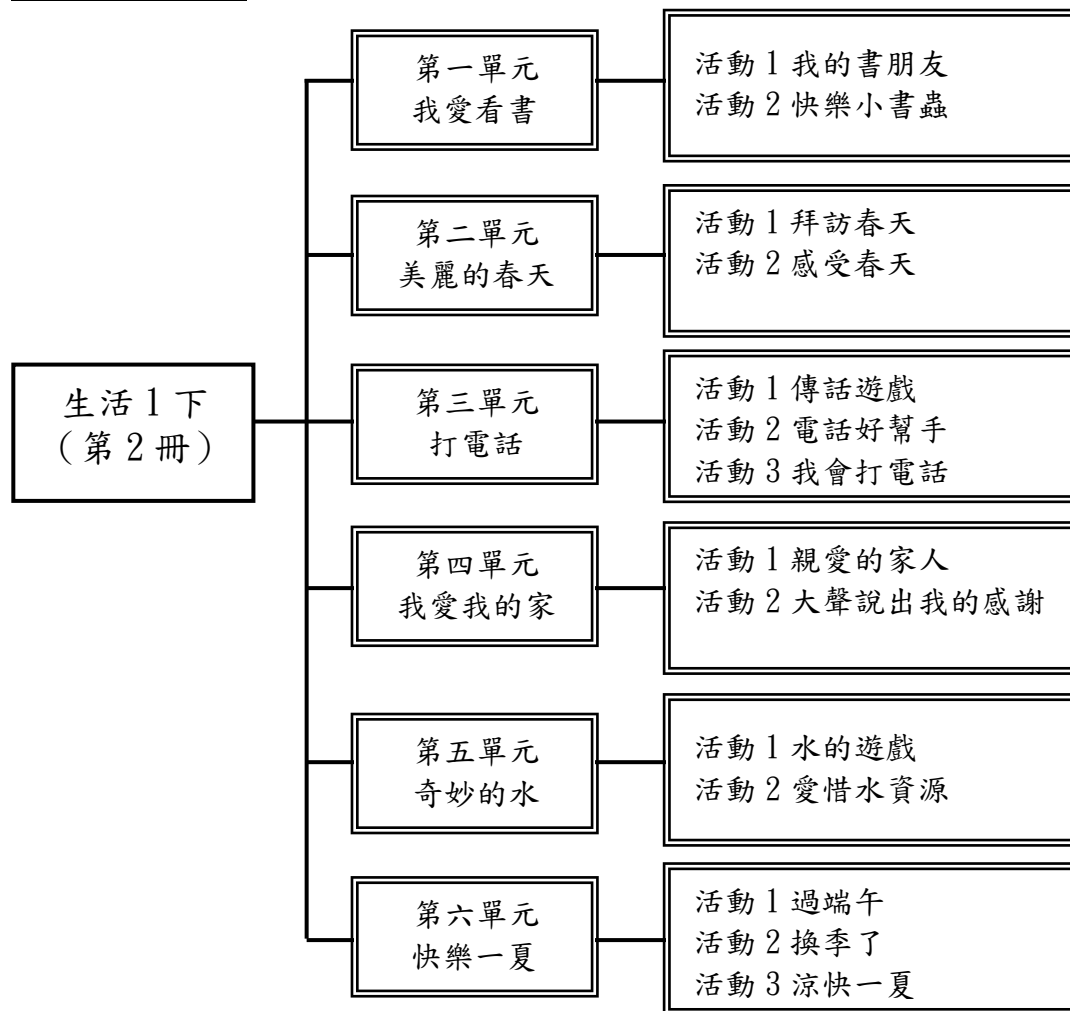 第一單元
我愛看書
活動 1 我的書朋友
活動 2 快樂小書蟲
第二單元
美麗的春天
活動 1 拜訪春天
活動 2 感受春天
生活 1 下
(第 2 冊)
第三單元
打電話
活動 1 傳話遊戲
活動 2 電話好幫手
活動 3 我會打電話
第四單元
我愛我的家
活動 1 親愛的家人
活動 2 大聲說出我的感謝
第五單元
奇妙的水
活動 1 水的遊戲
活動 2 愛惜水資源
第六單元
快樂一夏
活動 1 過端午
活動 2 換季了
活動 3 涼快一夏